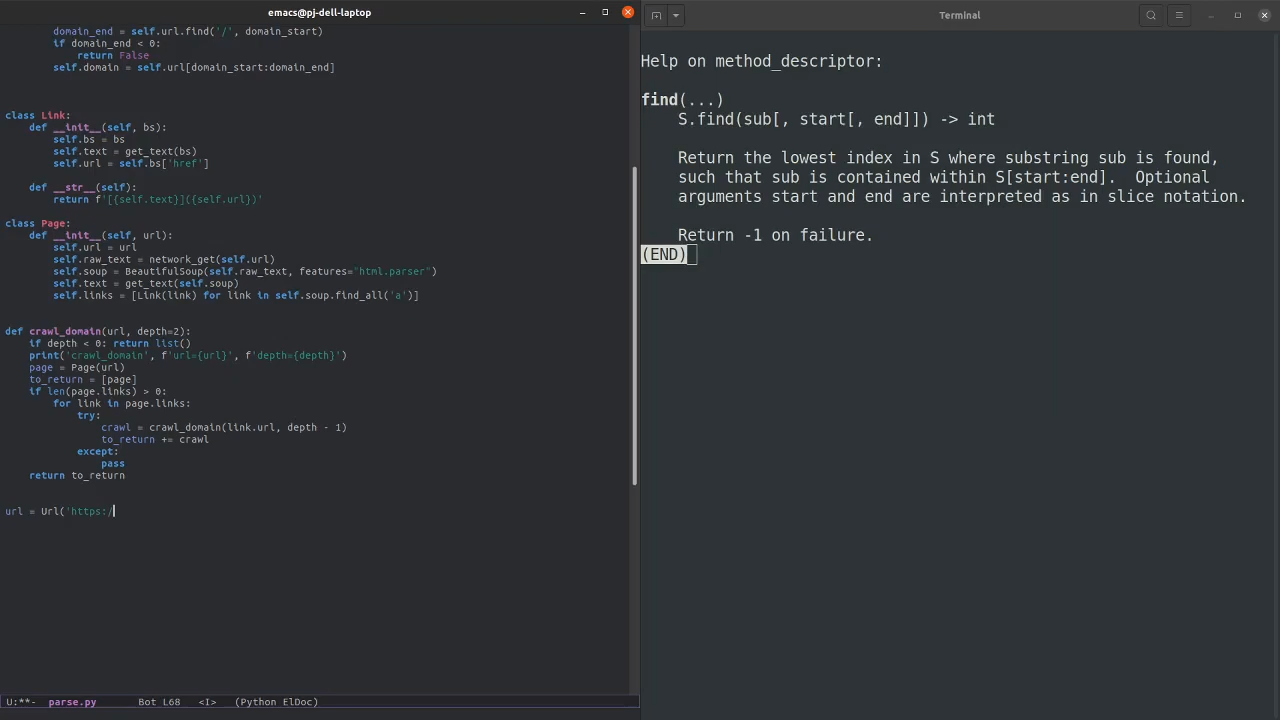 emacs@pj-dell-laptop
        domain_end = self.url.find('/', domain_start)
        if domain_end < 0:
            return False
        self.domain = self.url[domain_start:domain_end]
class Link:
    def __init__(self, bs):
        self.bs = bs
        self.text = get_text(bs)
        self.url = self.bs['href']
    def __str__(self):
        return f'[{self.text}]({self.url})'
class Page:
    def __init__(self, url):
        self.url = url
        self.raw_text = network_get(self.url)
        self.soup = BeautifulSoup(self.raw_text, features="html.parser")
        self.text = get_text(self.soup)
        self.links = [Link(link) for link in self.soup.find_all('a')]
def crawl_domain(url, depth=2):
    if depth < 0: return list()
    print('crawl_domain', f'url={url}', f'depth={depth}')
    page = Page(url)
    to_return = [page]
    if len(page.links) > 0:
        for link in page.links:
            try:
                crawl = crawl_domain(link.url, depth - 1)
                to_return += crawl
            except:
                pass
    return to_return
url = Url('https:/
U:**-  parse.py       Bot L68   <I>   (Python ElDoc)
Terminal
Help on method_descriptor:
find(...)
    S.find(sub[, start[, end]]) -> int
    Return the lowest index in S where substring sub is found,
    such that sub is contained within S[start:end].  Optional
    arguments start and end are interpreted as in slice notation.
    Return -1 on failure.
(END)